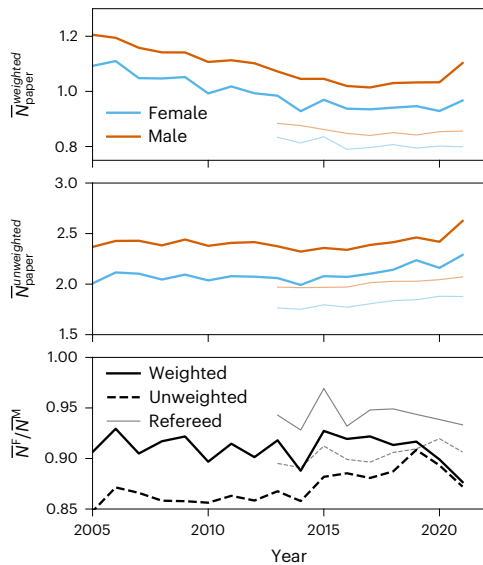 N̅ weighted paper
1.2
1.0
0.8
Female
Male
N̅ unweighted paper
3.0
2.5
2.0
1.5
N̅ᶠ/N̅ᴹ
1.00
0.95
0.90
0.85
Weighted
Unweighted
Refereed
2005 2010 2015 2020
Year